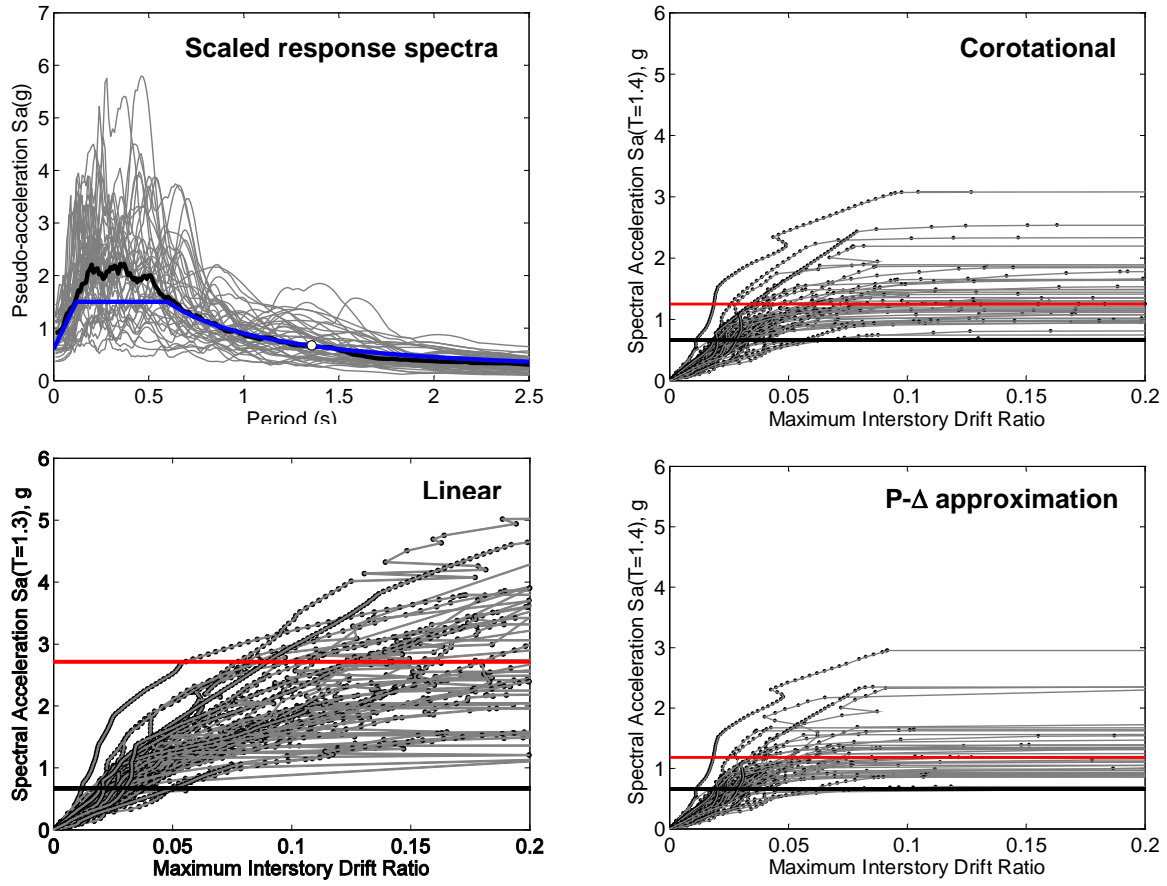 Scaled response spectra
Pseudo-acceleration Sa(g)
7
6
5
4
3
2
1
0
0 0.5 1 1.5 2 2.5
Period (s)
Corotational
Spectral Acceleration Sa(T=1.4), g
6
5
4
3
2
1
0
0 0.05 0.1 0.15 0.2
Maximum Interstory Drift Ratio
Linear
Spectral Acceleration Sa(T=1.3), g
6
5
4
3
2
1
0
0 0.05 0.1 0.15 0.2
Maximum Interstory Drift Ratio
P-Δ approximation
Spectral Acceleration Sa(T=1.4), g
6
5
4
3
2
1
0
0 0.05 0.1 0.15 0.2
Maximum Interstory Drift Ratio